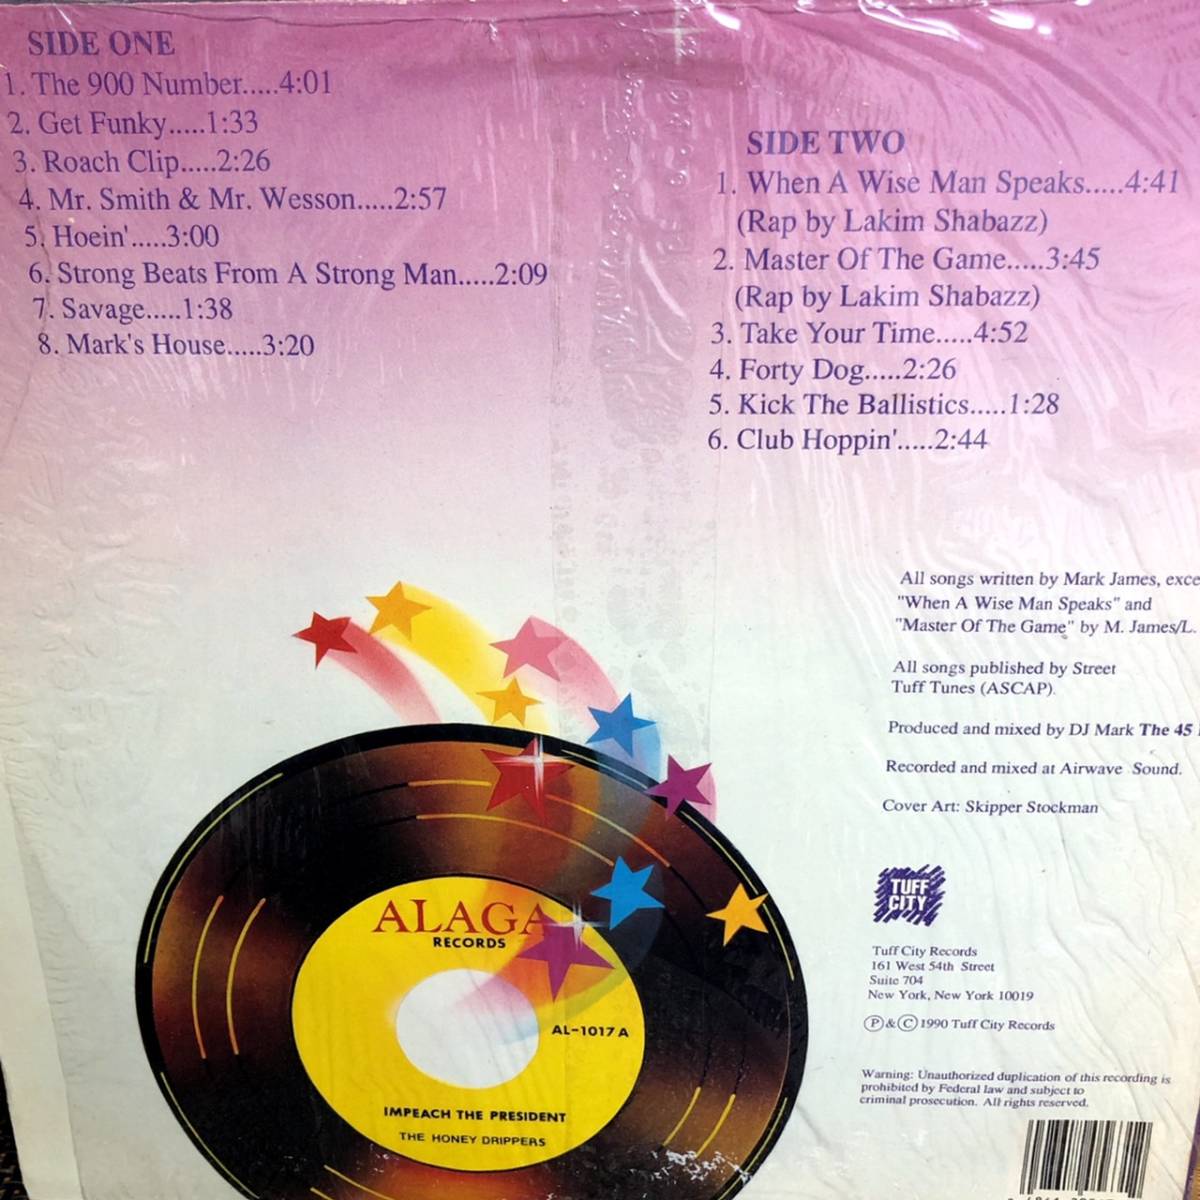 SIDE ONE
1. The 900 Number.....4:01
2. Get Funky.....1:33
3. Roach Clip.....2:26
4. Mr. Smith & Mr. Wesson.....2:57
5. Hoein'.....3:00
6. Strong Beats From A Strong Man.....2:09
7. Savage.....1:38
8. Mark's House.....3:20
SIDE TWO
1. When A Wise Man Speaks.....4:41
(Rap by Lakim Shabazz)
2. Master Of The Game.....3:45
(Rap by Lakim Shabazz)
3. Take Your Time.....4:52
4. Forty Dog.....2:26
5. Kick The Ballistics.....1:28
6. Club Hoppin'.....2:44
All songs written by Mark James, exce
"When A Wise Man Speaks" and
"Master Of The Game" by M. James/L.
All songs published by Street
Tuff Tunes (ASCAP).
Produced and mixed by DJ Mark The 45
Recorded and mixed at Airwave Sound.
Cover Art: Skipper Stockman
TUFF
CITY
Tuff City Records
161 West 54th Street
Suite 704
New York, New York 10019
Ⓟ&Ⓒ 1990 Tuff City Records
Warning: Unauthorized duplication of this recording is
prohibited by Federal law and subject to
criminal prosecution. All rights reserved.
ALAGA
RECORDS
AL-1017 A
IMPEACH THE PRESIDENT
THE HONEY DRIPPERS